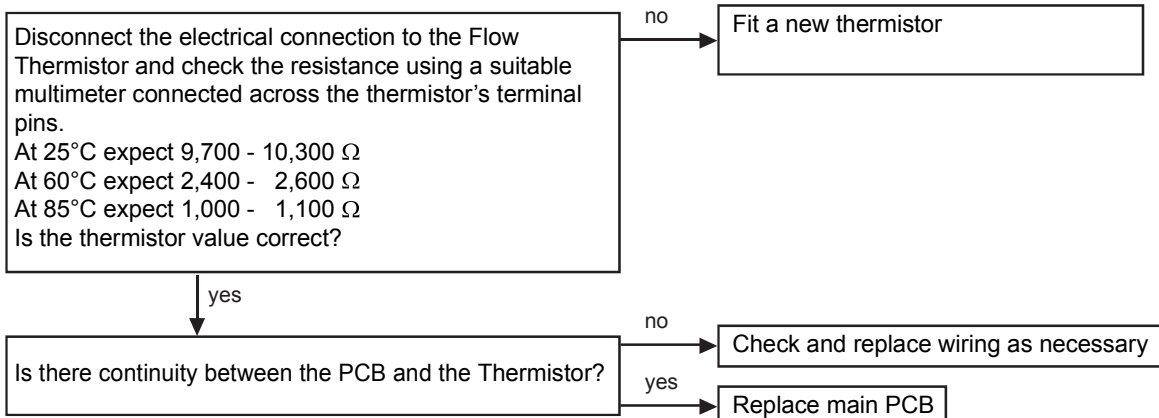 Disconnect the electrical connection to the Flow
Thermistor and check the resistance using a suitable
multimeter connected across the thermistor's terminal
pins.
At 25°C expect 9,700 - 10,300 Ω
At 60°C expect 2,400 - 2,600 Ω
At 85°C expect 1,000 - 1,100 Ω
Is the thermistor value correct?
no
Fit a new thermistor
yes
Is there continuity between the PCB and the Thermistor?
no
Check and replace wiring as necessary
yes
Replace main PCB